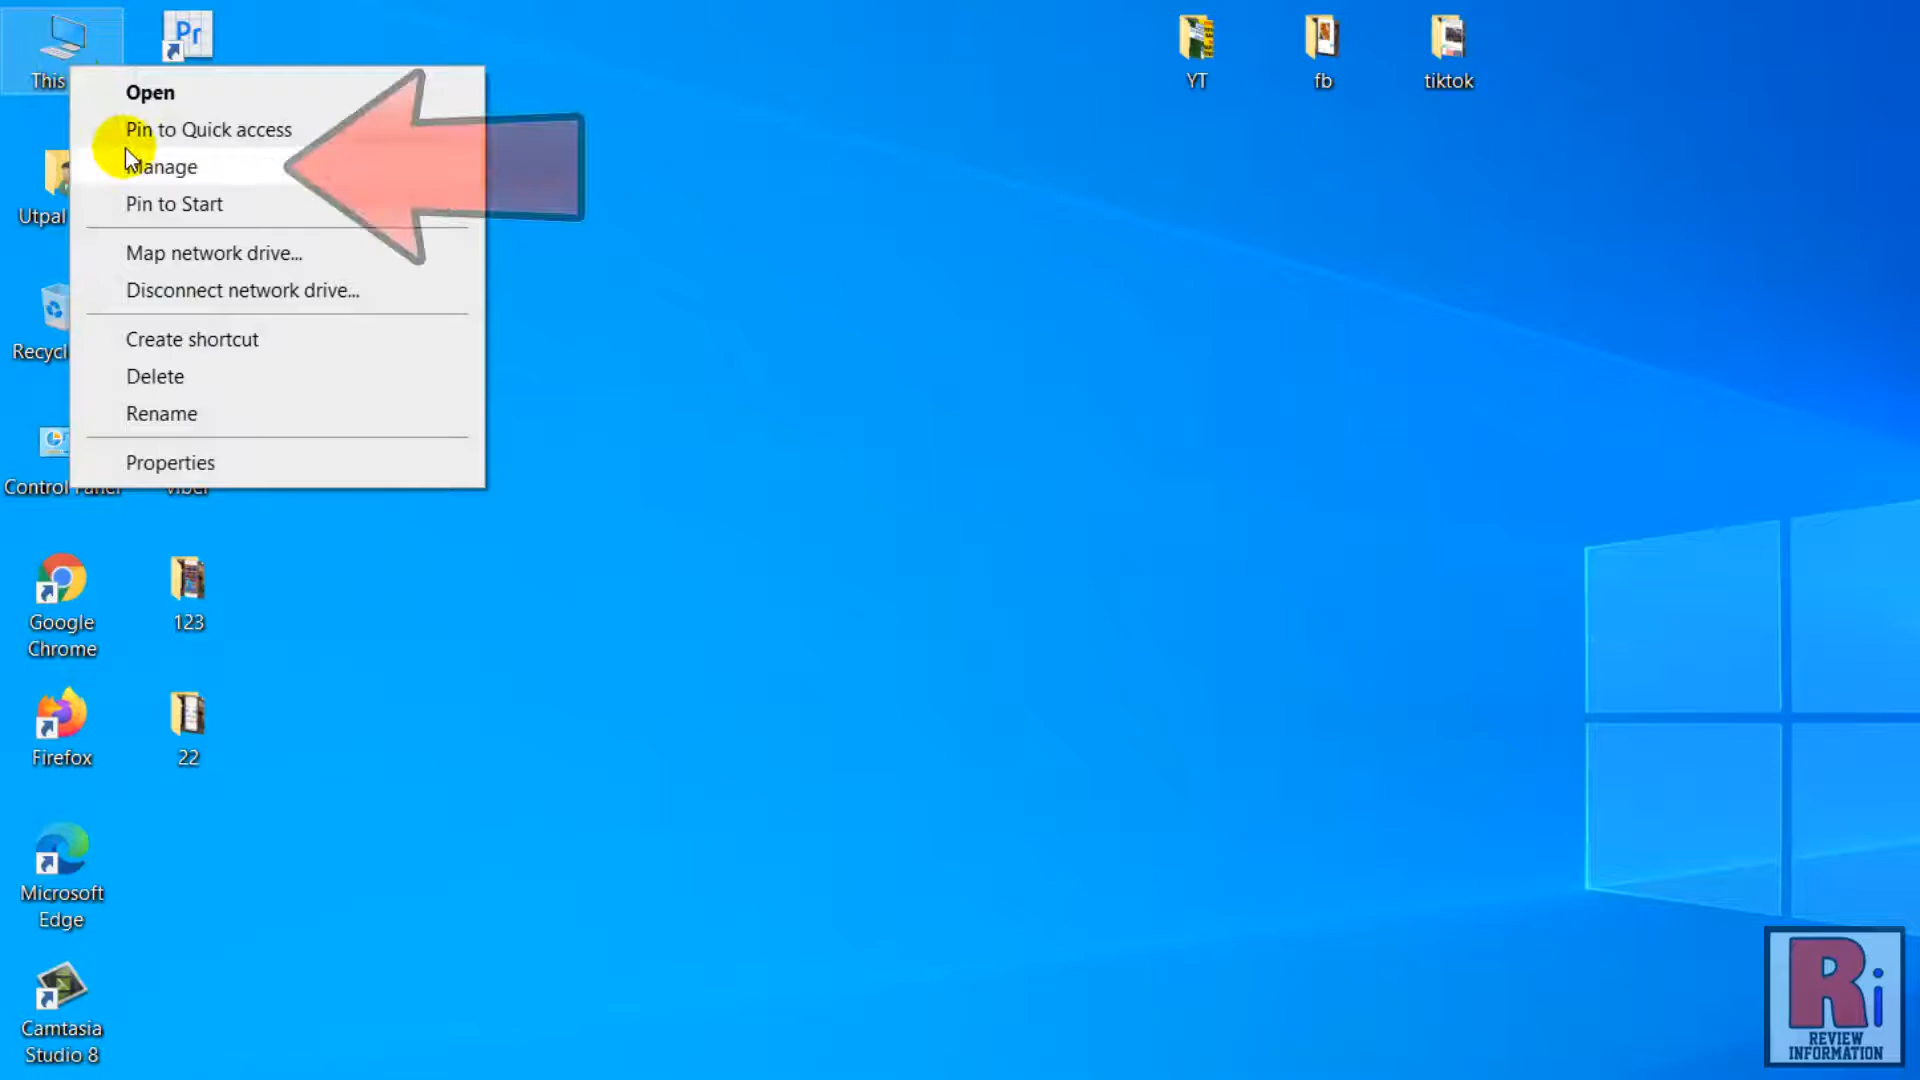 This
Pr
Open
Pin to Quick access
Manage
Pin to Start
Map network drive...
Disconnect network drive...
Create shortcut
Delete
Rename
Properties
Utpal
Recycl
Control Panel
viber
Google
Chrome
123
Firefox
22
Microsoft
Edge
Camtasia
Studio 8
YT
fb
tiktok
Ri
REVIEW
INFORMATION